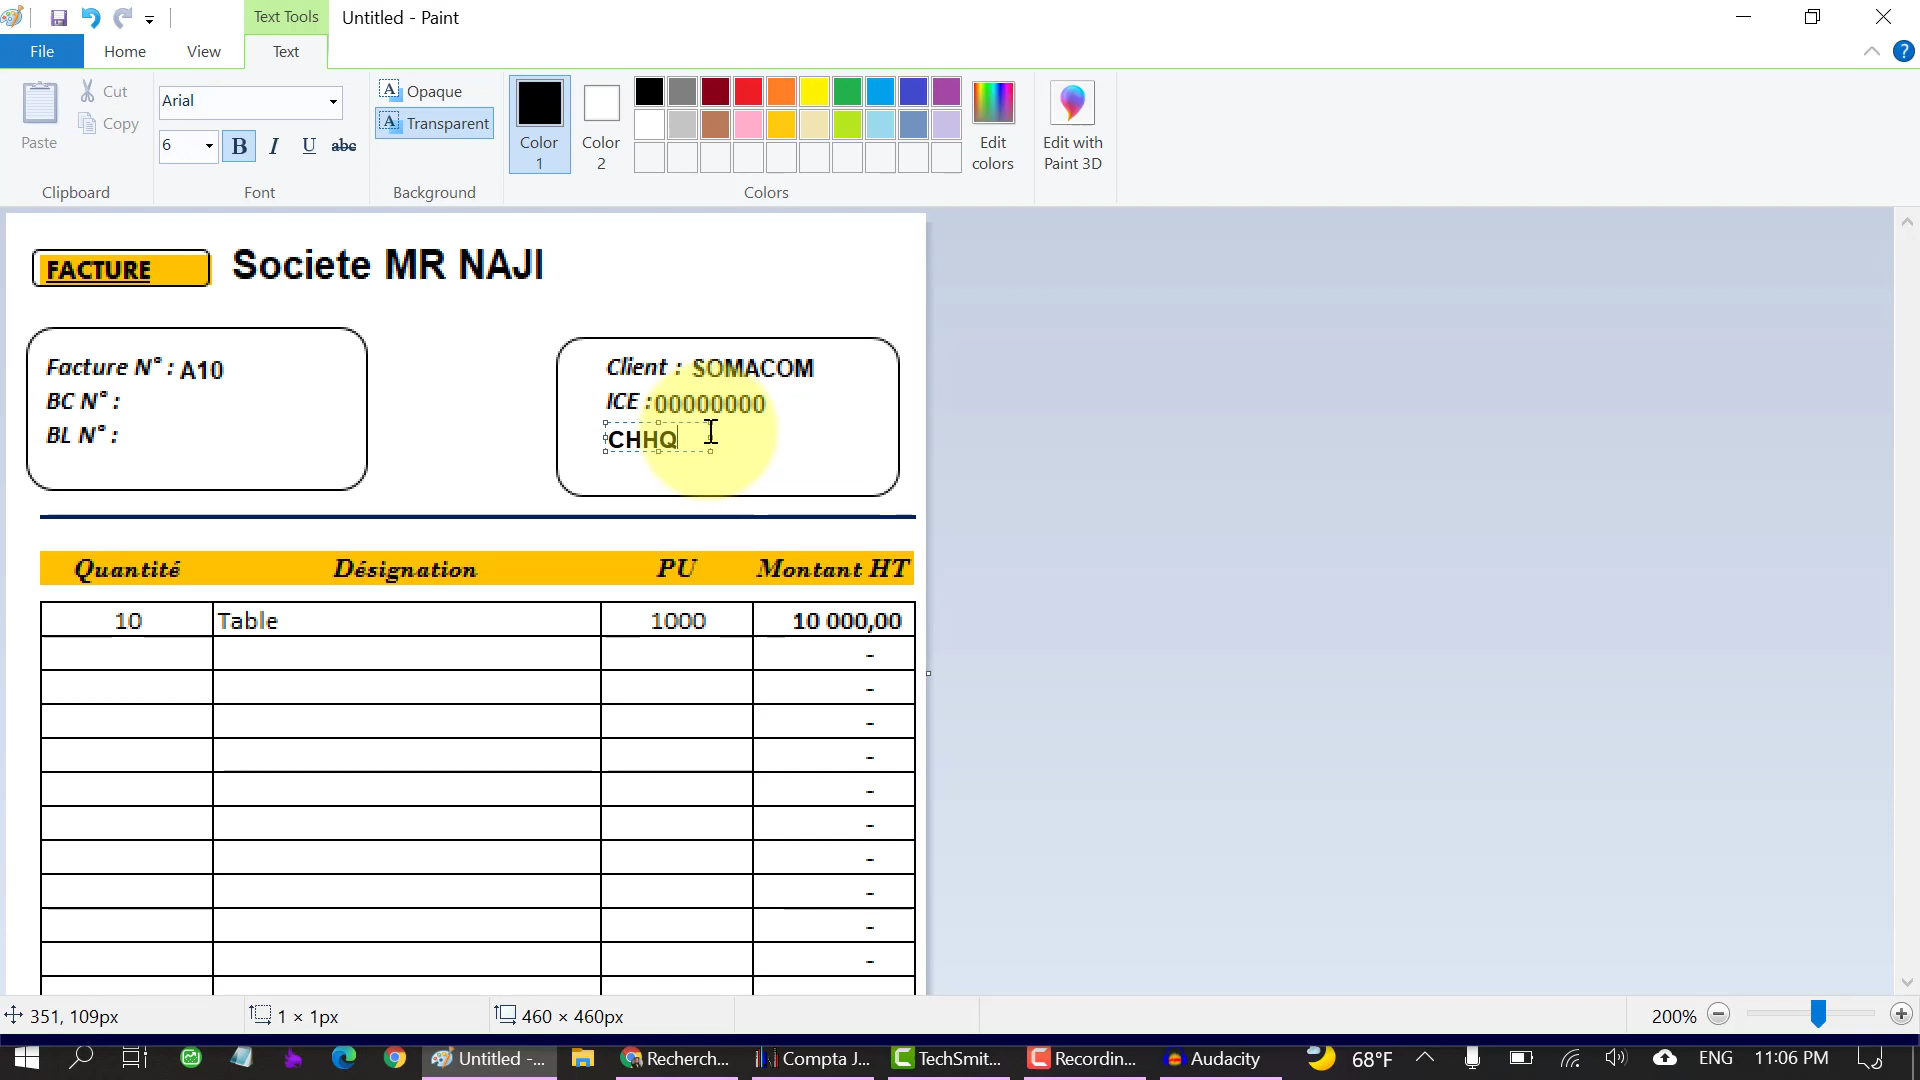 Text Tools
Untitled - Paint
File
Home
View
Text
Paste
Cut
Copy
Clipboard
Arial
6
B
I
U
abc
Font
A Opaque
A Transparent
Background
Color 1
Color 2
Colors
Edit colors
Edit with Paint 3D
FACTURE
Societe MR NAJI
Facture N° : A10
BC N° :
BL N° :
Client : SOMACOM
ICE : 00000000
CHHQ
Quantité Désignation PU Montant HT
10 Table 1000 10 000,00
-
-
-
-
-
-
-
-
-
-
351, 109px
1 × 1px
460 × 460px
200%
Untitled -...
Recherch...
Compta J...
TechSmit...
Recordin...
Audacity
68°F
ENG
11:06 PM